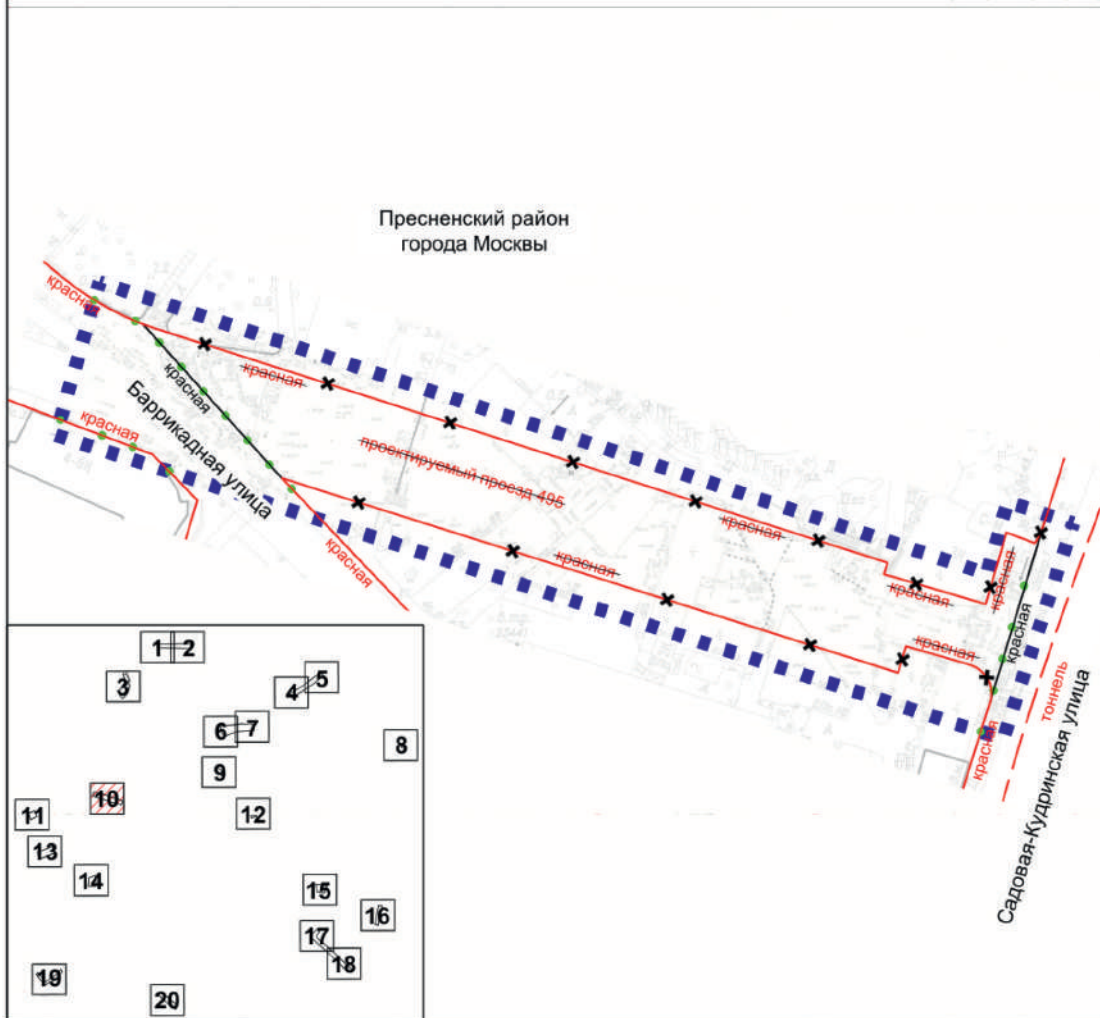 Пресненский район
города Москвы
красная
красная
красная
красная
Баррикадная улица
проектируемый проезд 495
красная
красная
красная
красная
красная
красная
красная
красная
тоннель
Садовая-Кудринская улица
1 2
3
4 5
6 7
8
9
10
11
12
13
14
15
16
17
18
19
20